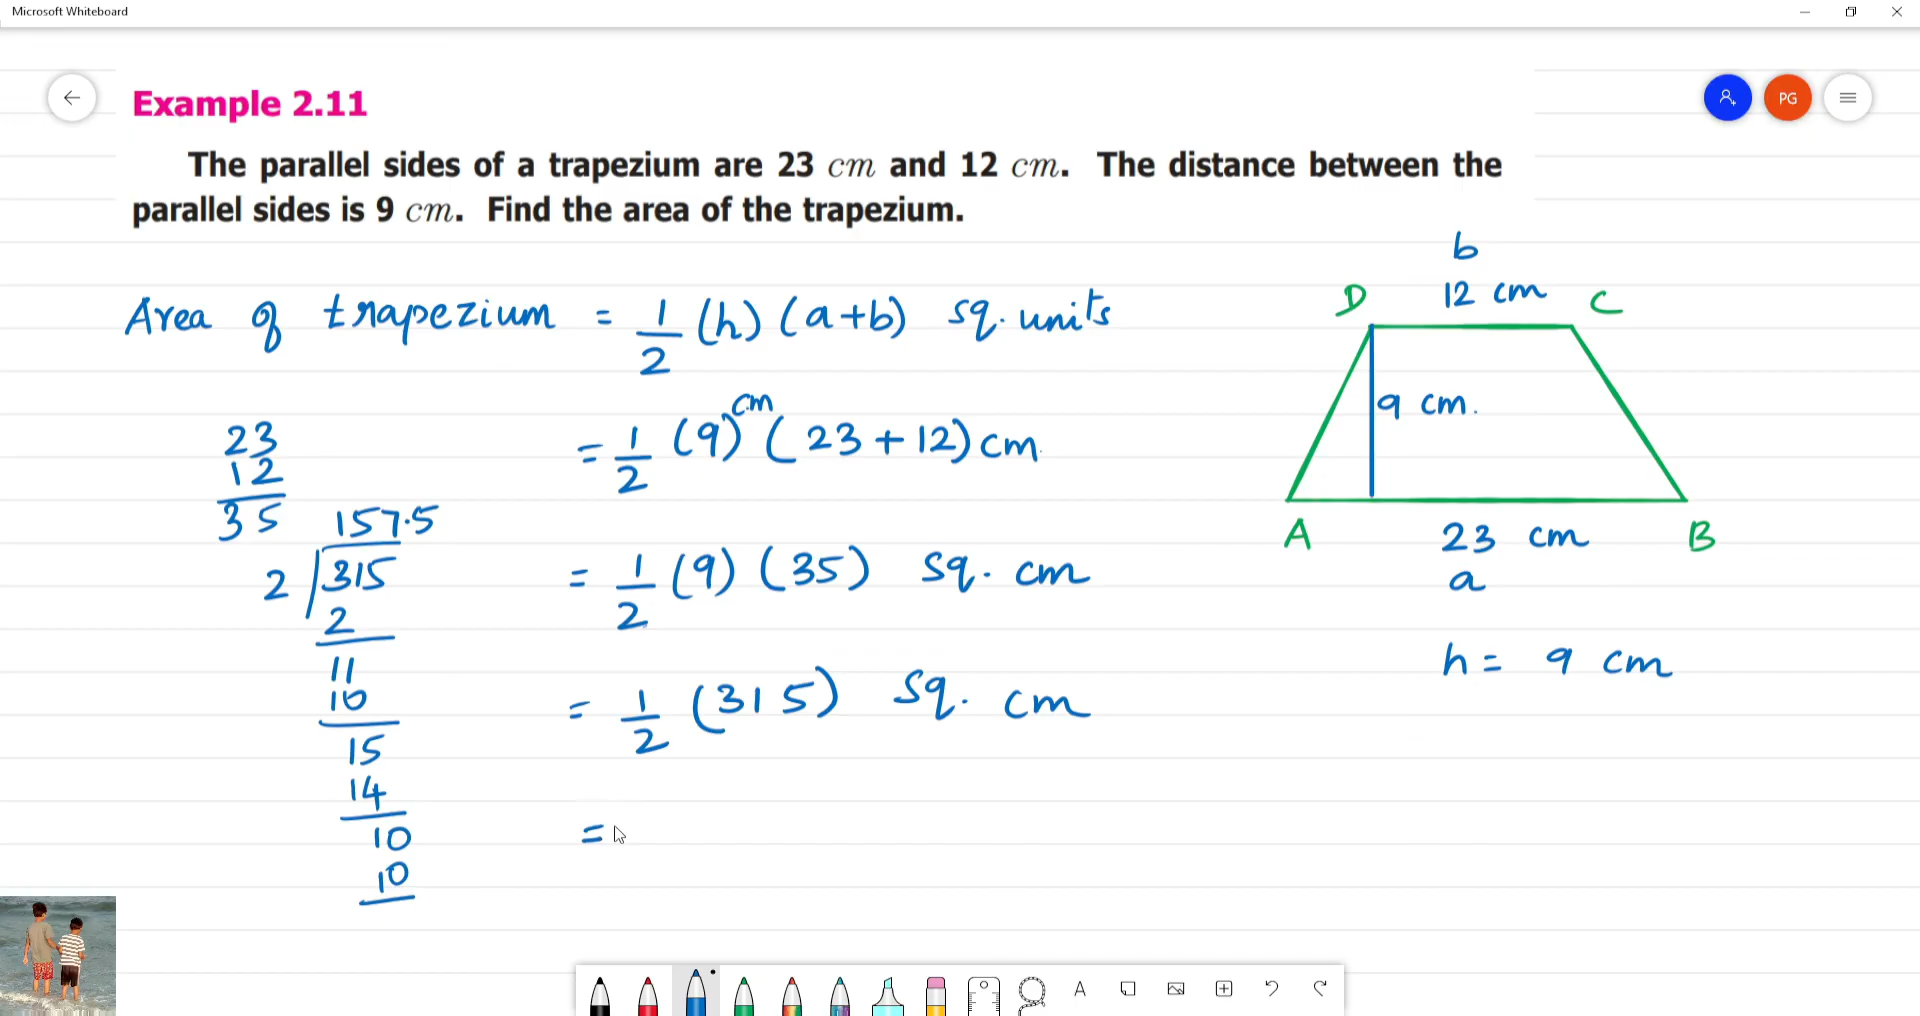 Microsoft Whiteboard
Example 2.11
PG
The parallel sides of a trapezium are 23 cm and 12 cm. The distance between the
parallel sides is 9 cm. Find the area of the trapezium.
b
D 12 cm C
Area of trapezium = 1/2 (h) (a+b) sq. units
9 cm.
= 1/2 (9) cm (23 + 12) cm
23
12
35
157.5
2 315
2
11
10
15
14
10
10
A 23 cm B
a
= 1/2 (9) (35) sq. cm
h = 9 cm
= 1/2 (315) sq. cm
=
A